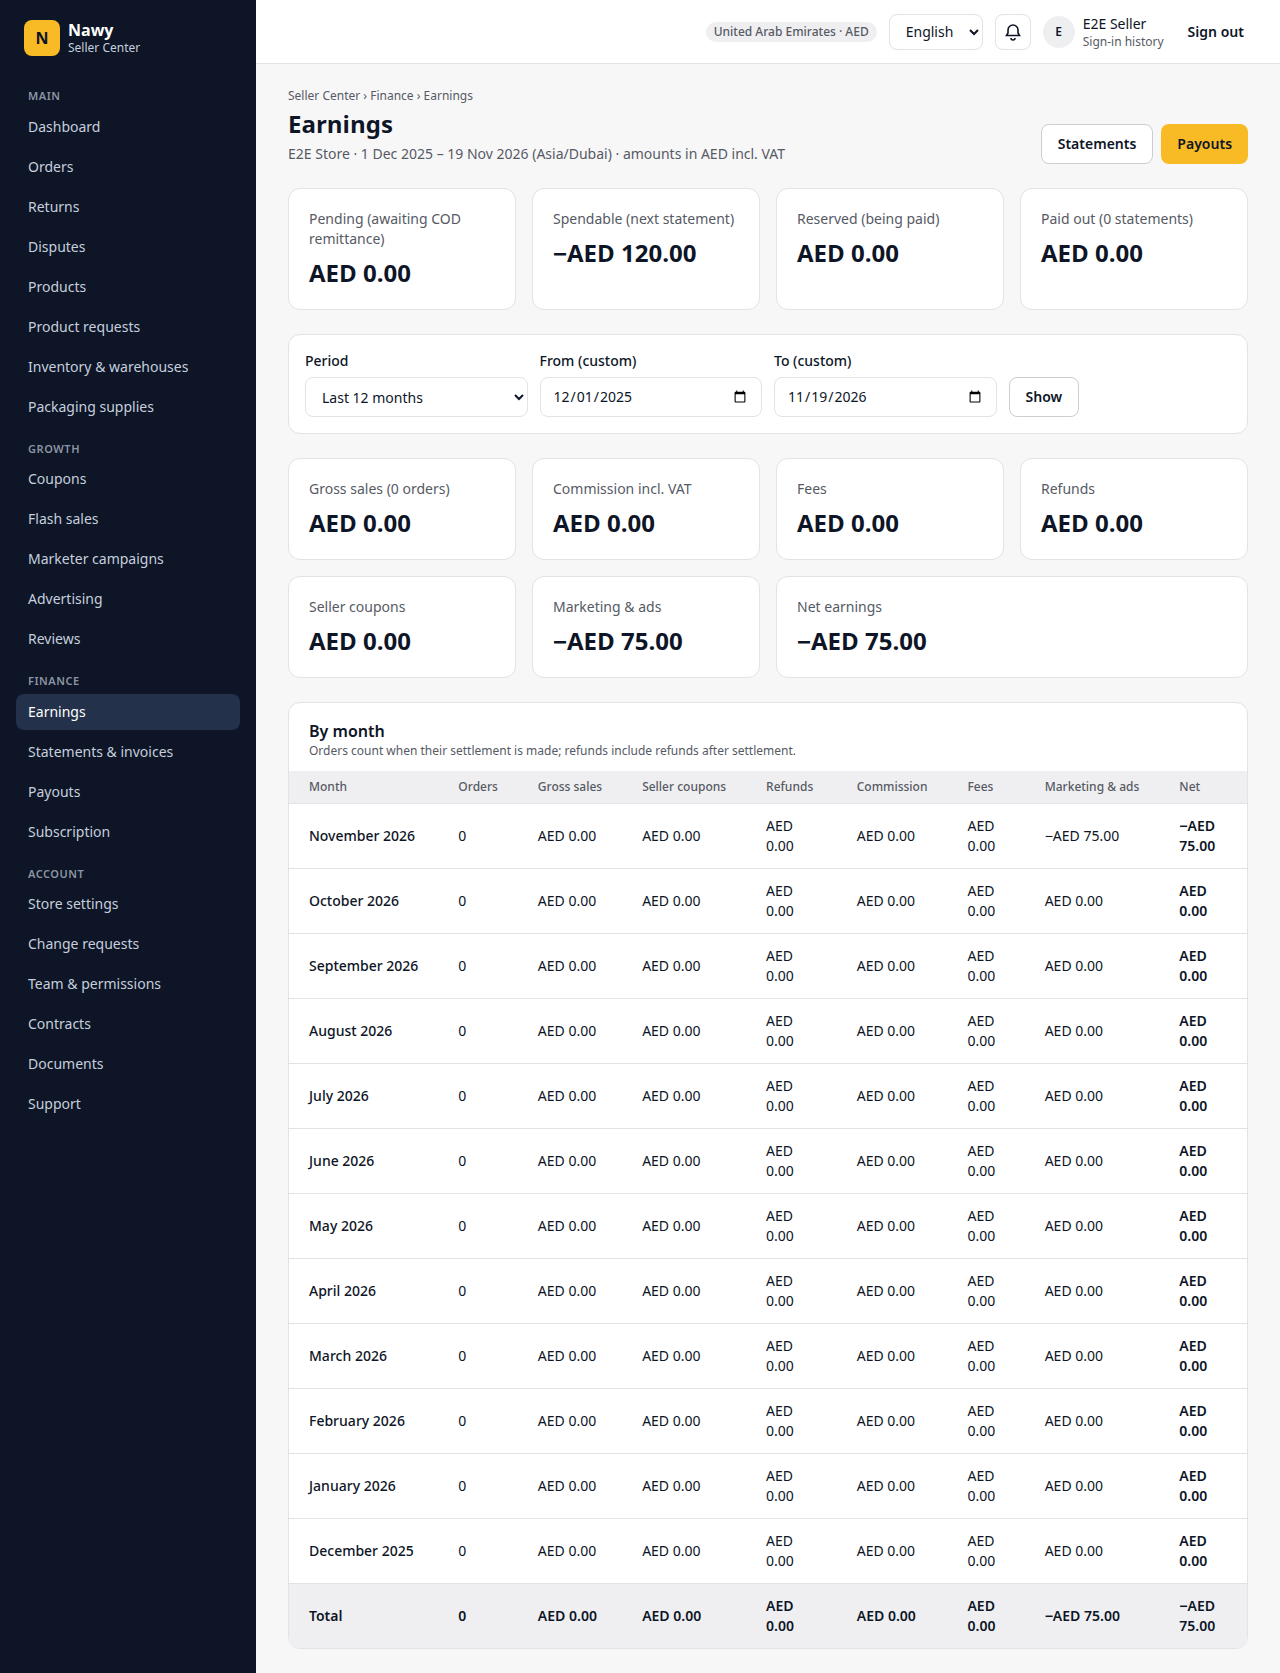 N
Nawy
Seller Center
MAIN
Dashboard
Orders
Returns
Disputes
Products
Product requests
Inventory & warehouses
Packaging supplies
GROWTH
Coupons
Flash sales
Marketer campaigns
Advertising
Reviews
FINANCE
Earnings
Statements & invoices
Payouts
Subscription
ACCOUNT
Store settings
Change requests
Team & permissions
Contracts
Documents
Support
United Arab Emirates · AED
English
E
E2E Seller
Sign-in history
Sign out
Seller Center › Finance › Earnings
Earnings
E2E Store · 1 Dec 2025 – 19 Nov 2026 (Asia/Dubai) · amounts in AED incl. VAT
Statements
Payouts
Pending (awaiting COD
remittance)
AED 0.00
Spendable (next statement)
−AED 120.00
Reserved (being paid)
AED 0.00
Paid out (0 statements)
AED 0.00
Period
Last 12 months
From (custom)
12/01/2025
To (custom)
11/19/2026
Show
Gross sales (0 orders)
AED 0.00
Commission incl. VAT
AED 0.00
Fees
AED 0.00
Refunds
AED 0.00
Seller coupons
AED 0.00
Marketing & ads
−AED 75.00
Net earnings
−AED 75.00
By month
Orders count when their settlement is made; refunds include refunds after settlement.
Month Orders Gross sales Seller coupons Refunds Commission Fees Marketing & ads Net
November 2026 0 AED 0.00 AED 0.00 AED 0.00 AED 0.00 AED 0.00 −AED 75.00 −AED 75.00
October 2026 0 AED 0.00 AED 0.00 AED 0.00 AED 0.00 AED 0.00 AED 0.00 AED 0.00
September 2026 0 AED 0.00 AED 0.00 AED 0.00 AED 0.00 AED 0.00 AED 0.00 AED 0.00
August 2026 0 AED 0.00 AED 0.00 AED 0.00 AED 0.00 AED 0.00 AED 0.00 AED 0.00
July 2026 0 AED 0.00 AED 0.00 AED 0.00 AED 0.00 AED 0.00 AED 0.00 AED 0.00
June 2026 0 AED 0.00 AED 0.00 AED 0.00 AED 0.00 AED 0.00 AED 0.00 AED 0.00
May 2026 0 AED 0.00 AED 0.00 AED 0.00 AED 0.00 AED 0.00 AED 0.00 AED 0.00
April 2026 0 AED 0.00 AED 0.00 AED 0.00 AED 0.00 AED 0.00 AED 0.00 AED 0.00
March 2026 0 AED 0.00 AED 0.00 AED 0.00 AED 0.00 AED 0.00 AED 0.00 AED 0.00
February 2026 0 AED 0.00 AED 0.00 AED 0.00 AED 0.00 AED 0.00 AED 0.00 AED 0.00
January 2026 0 AED 0.00 AED 0.00 AED 0.00 AED 0.00 AED 0.00 AED 0.00 AED 0.00
December 2025 0 AED 0.00 AED 0.00 AED 0.00 AED 0.00 AED 0.00 AED 0.00 AED 0.00
Total 0 AED 0.00 AED 0.00 AED 0.00 AED 0.00 AED 0.00 −AED 75.00 −AED 75.00